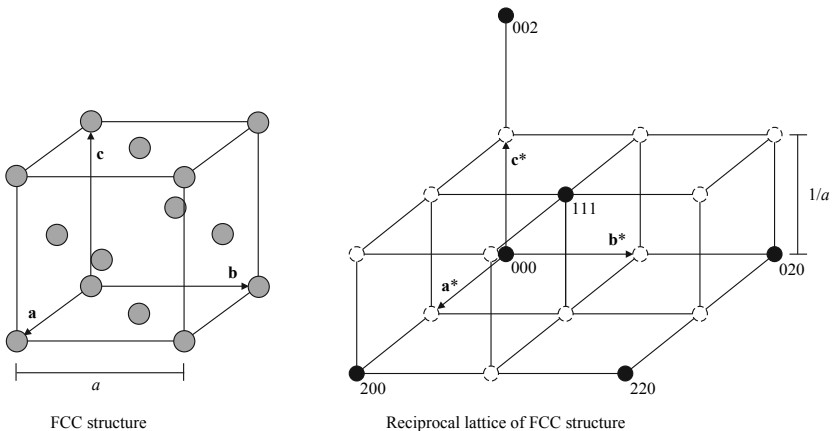 c
b
a
a
FCC structure
002
c*
1/a
111
b*
000
020
a*
200
220
Reciprocal lattice of FCC structure